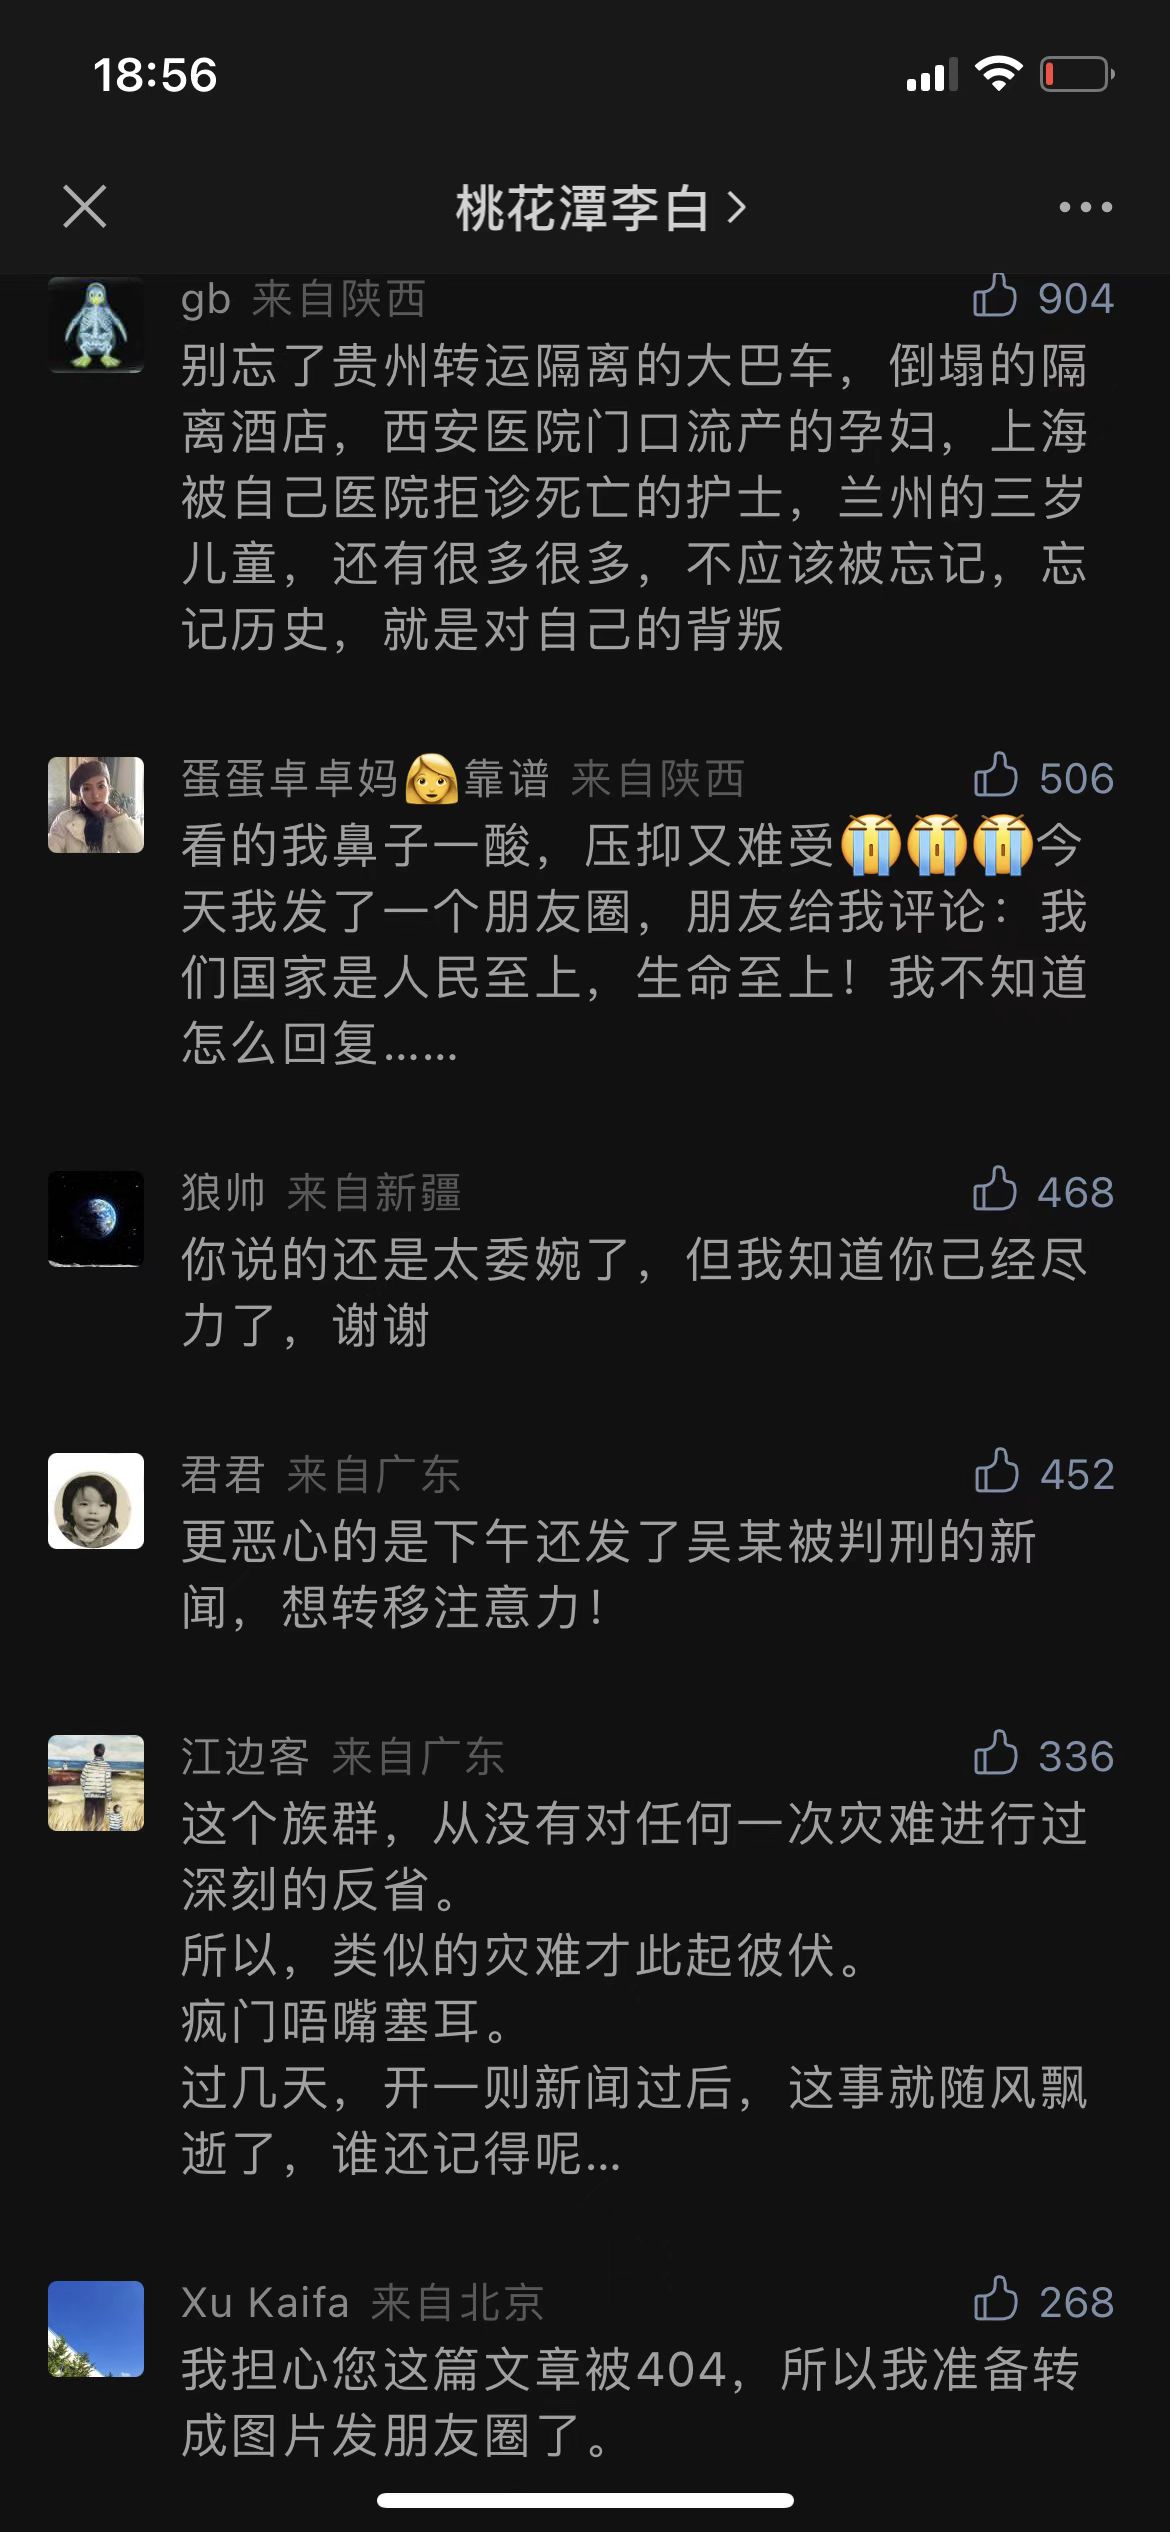 18:56
桃花潭李白
gb 来自陕西 904
别忘了贵州转运隔离的大巴车，倒塌的隔
离酒店，西安医院门口流产的孕妇，上海
被自己医院拒诊死亡的护士，兰州的三岁
儿童，还有很多很多，不应该被忘记，忘
记历史，就是对自己的背叛
蛋蛋卓卓妈👩靠谱 来自陕西 506
看的我鼻子一酸，压抑又难受😭😭😭今
天我发了一个朋友圈，朋友给我评论：我
们国家是人民至上，生命至上！我不知道
怎么回复……
狼帅 来自新疆 468
你说的还是太委婉了，但我知道你己经尽
力了，谢谢
君君 来自广东 452
更恶心的是下午还发了吴某被判刑的新
闻，想转移注意力！
江边客 来自广东 336
这个族群，从没有对任何一次灾难进行过
深刻的反省。
所以，类似的灾难才此起彼伏。
疯门唔嘴塞耳。
过几天，开一则新闻过后，这事就随风飘
逝了，谁还记得呢...
Xu Kaifa 来自北京 268
我担心您这篇文章被404，所以我准备转
成图片发朋友圈了。